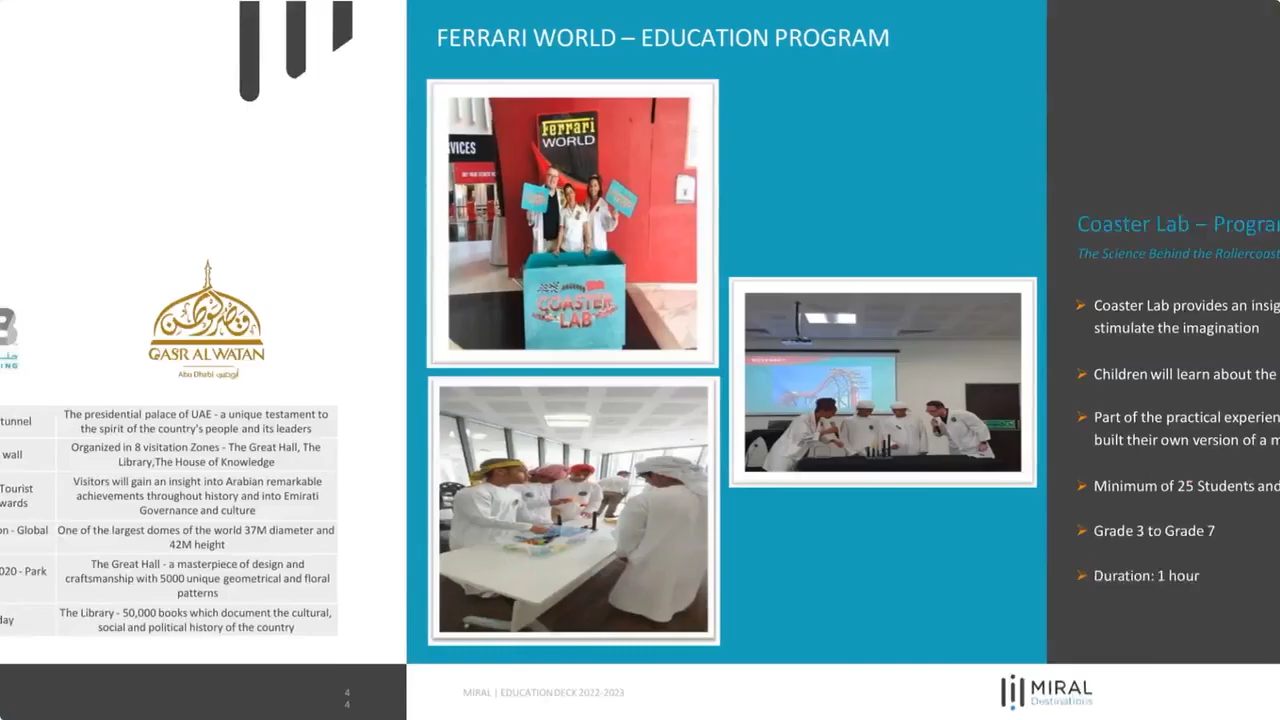 QASR AL WATAN
Abu Dhabi أبوظبي
ING
tunnel
The presidential palace of UAE - a unique testament to
the spirit of the country's people and its leaders
wall
Organized in 8 visitation Zones - The Great Hall, The
Library,The House of Knowledge
Tourist
wards
Visitors will gain an insight into Arabian remarkable
achievements throughout history and into Emirati
Governance and culture
on - Global
One of the largest domes of the world 37M diameter and
42M height
020 - Park
The Great Hall - a masterpiece of design and
craftsmanship with 5000 unique geometrical and floral
patterns
day
The Library - 50,000 books which document the cultural,
social and political history of the country
4
4
FERRARI WORLD – EDUCATION PROGRAM
VICES
Ferrari
WORLD
COASTER
LAB
MIRAL | EDUCATION DECK 2022-2023
MIRAL
Destinations
Coaster Lab – Progra
The Science Behind the Rollercoast
Coaster Lab provides an insig
stimulate the imagination
Children will learn about the
Part of the practical experien
built their own version of a m
Minimum of 25 Students and
Grade 3 to Grade 7
Duration: 1 hour